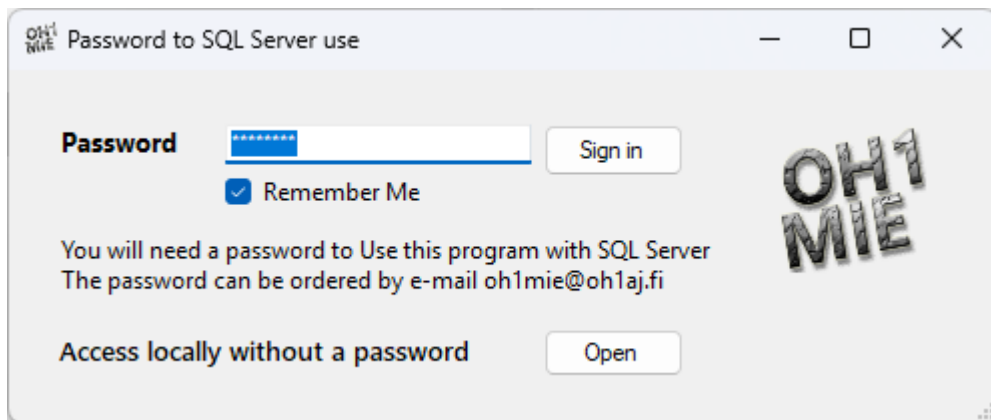 OH1 MIE Password to SQL Server use
Password ******** Sign in
Remember Me
OH1
MIE
You will need a password to Use this program with SQL Server
The password can be ordered by e-mail oh1mie@oh1aj.fi
Access locally without a password Open